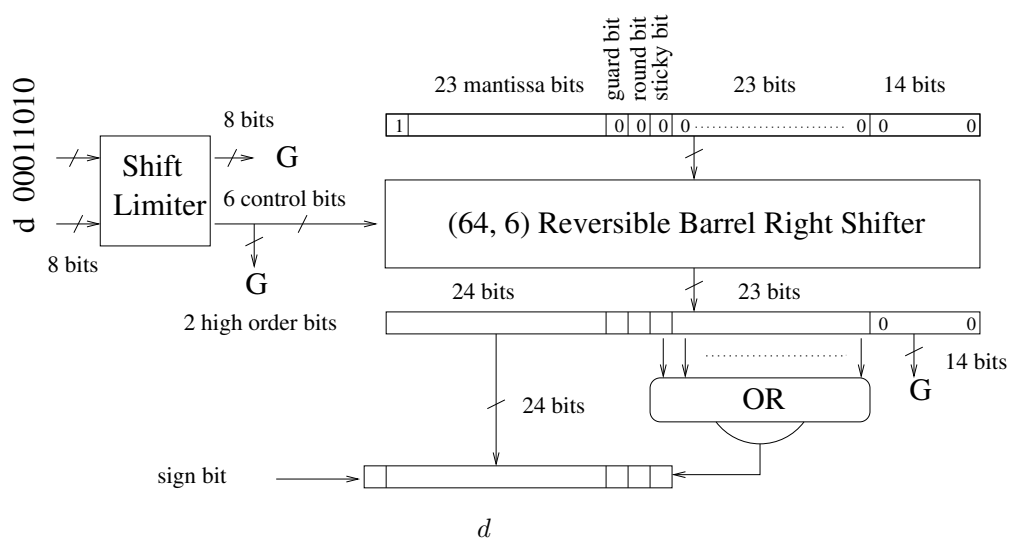 guard bit
round bit
sticky bit
23 mantissa bits
23 bits
14 bits
1
0 0 0 0 0 0 0
d 00011010
8 bits
G
Shift
Limiter
6 control bits
8 bits
G
(64, 6) Reversible Barrel Right Shifter
24 bits
23 bits
2 high order bits
0 0
14 bits
G
OR
24 bits
sign bit
d